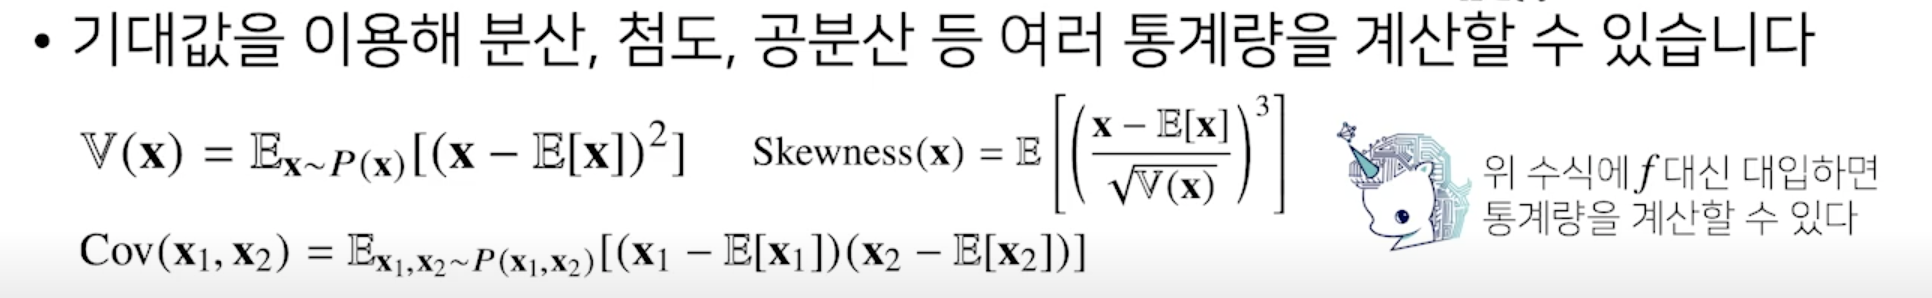 • 기대값을 이용해 분산, 첨도, 공분산 등 여러 통계량을 계산할 수 있습니다
𝕍(𝐱) = 𝔼_{𝐱∼P(𝐱)}[(𝐱 − 𝔼[𝐱])²]
Skewness(𝐱) = 𝔼[((𝐱 − 𝔼[𝐱])/√𝕍(𝐱))³]
Cov(𝐱₁, 𝐱₂) = 𝔼_{𝐱₁,𝐱₂∼P(𝐱₁,𝐱₂)}[(𝐱₁ − 𝔼[𝐱₁])(𝐱₂ − 𝔼[𝐱₂])]
위 수식에 f 대신 대입하면
통계량을 계산할 수 있다